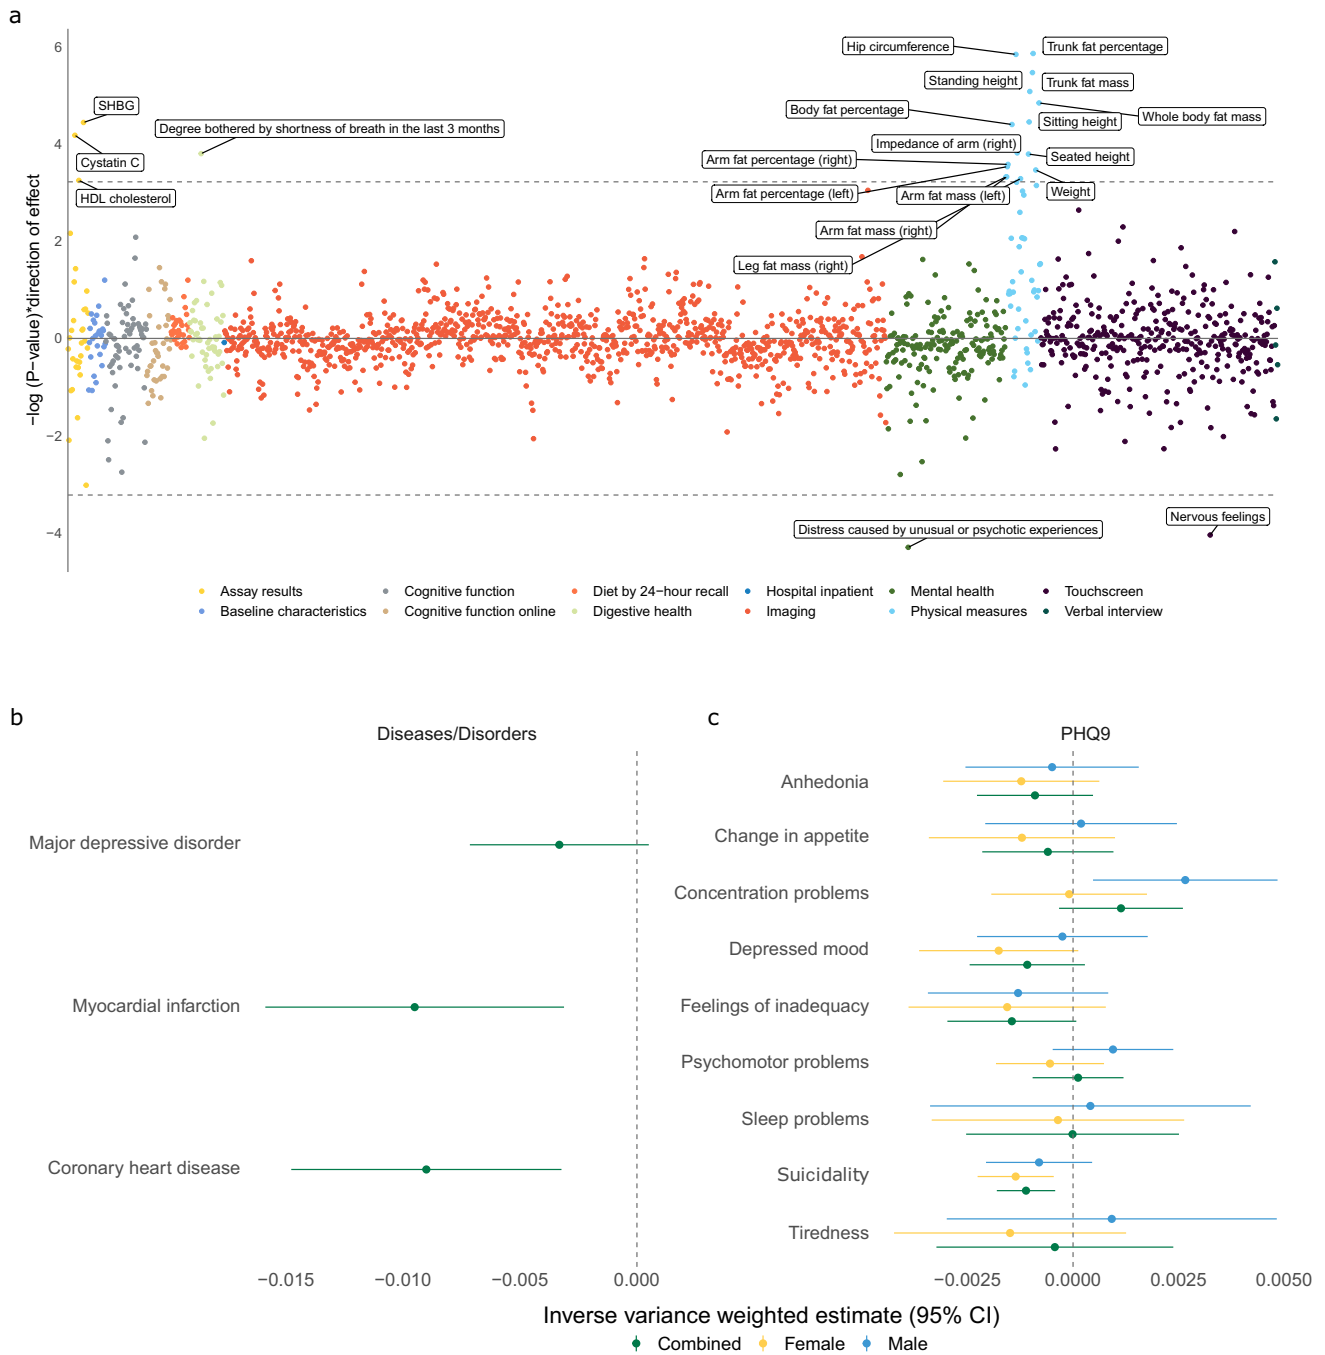 a
−log (P−value)*direction of effect
6
4
2
0
−2
−4
SHBG
Cystatin C
HDL cholesterol
Degree bothered by shortness of breath in the last 3 months
Hip circumference
Trunk fat percentage
Standing height
Trunk fat mass
Body fat percentage
Whole body fat mass
Sitting height
Impedance of arm (right)
Arm fat percentage (right)
Seated height
Arm fat percentage (left)
Arm fat mass (left)
Weight
Arm fat mass (right)
Leg fat mass (right)
Distress caused by unusual or psychotic experiences
Nervous feelings
Assay results
Cognitive function
Diet by 24−hour recall
Hospital inpatient
Mental health
Touchscreen
Baseline characteristics
Cognitive function online
Digestive health
Imaging
Physical measures
Verbal interview
b
Diseases/Disorders
Major depressive disorder
Myocardial infarction
Coronary heart disease
−0.015
−0.010
−0.005
0.000
c
PHQ9
Anhedonia
Change in appetite
Concentration problems
Depressed mood
Feelings of inadequacy
Psychomotor problems
Sleep problems
Suicidality
Tiredness
−0.0025
0.0000
0.0025
0.0050
Inverse variance weighted estimate (95% CI)
Combined
Female
Male